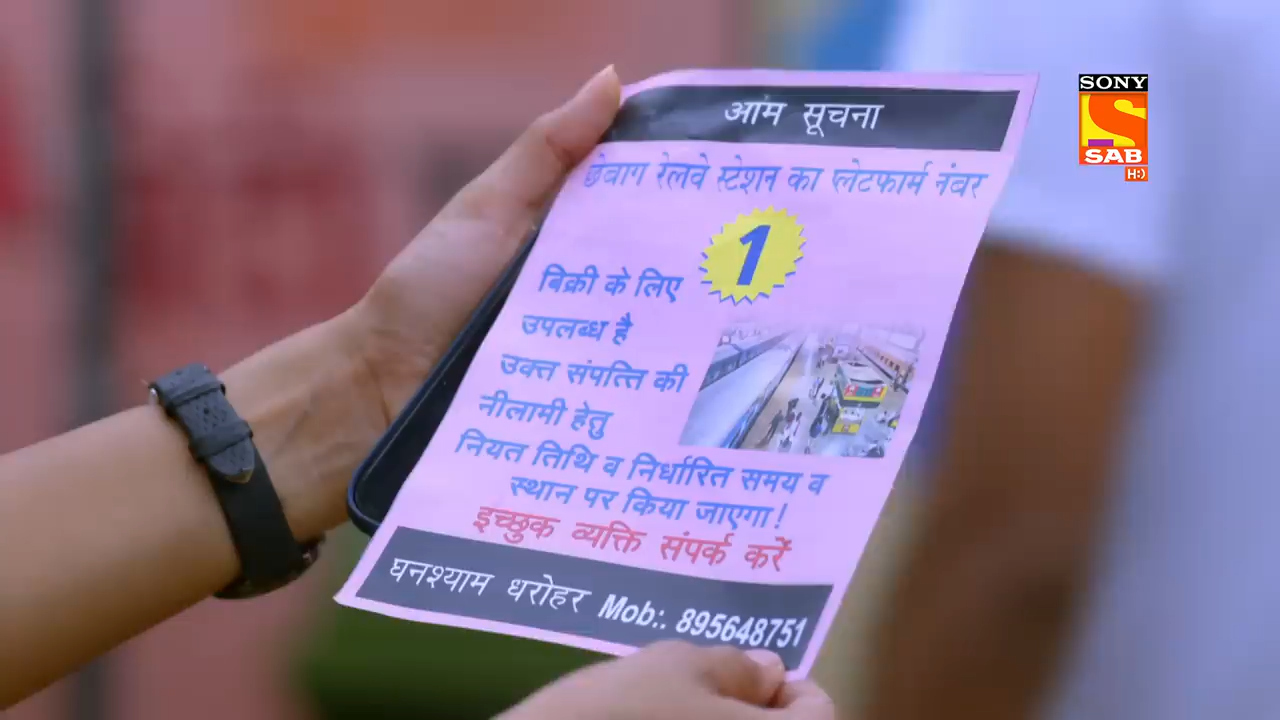 SONY
S
SAB
H:)
आम सूचना
छेवाग रेलवे स्टेशन का प्लेटफार्म नंबर
1
बिक्री के लिए
उपलब्ध है
उक्त संपत्ति की
नीलामी हेतु
नियत तिथि व निर्धारित समय व
स्थान पर किया जाएगा!
इच्छुक व्यक्ति संपर्क करें
घनश्याम धरोहर Mob:. 895648751